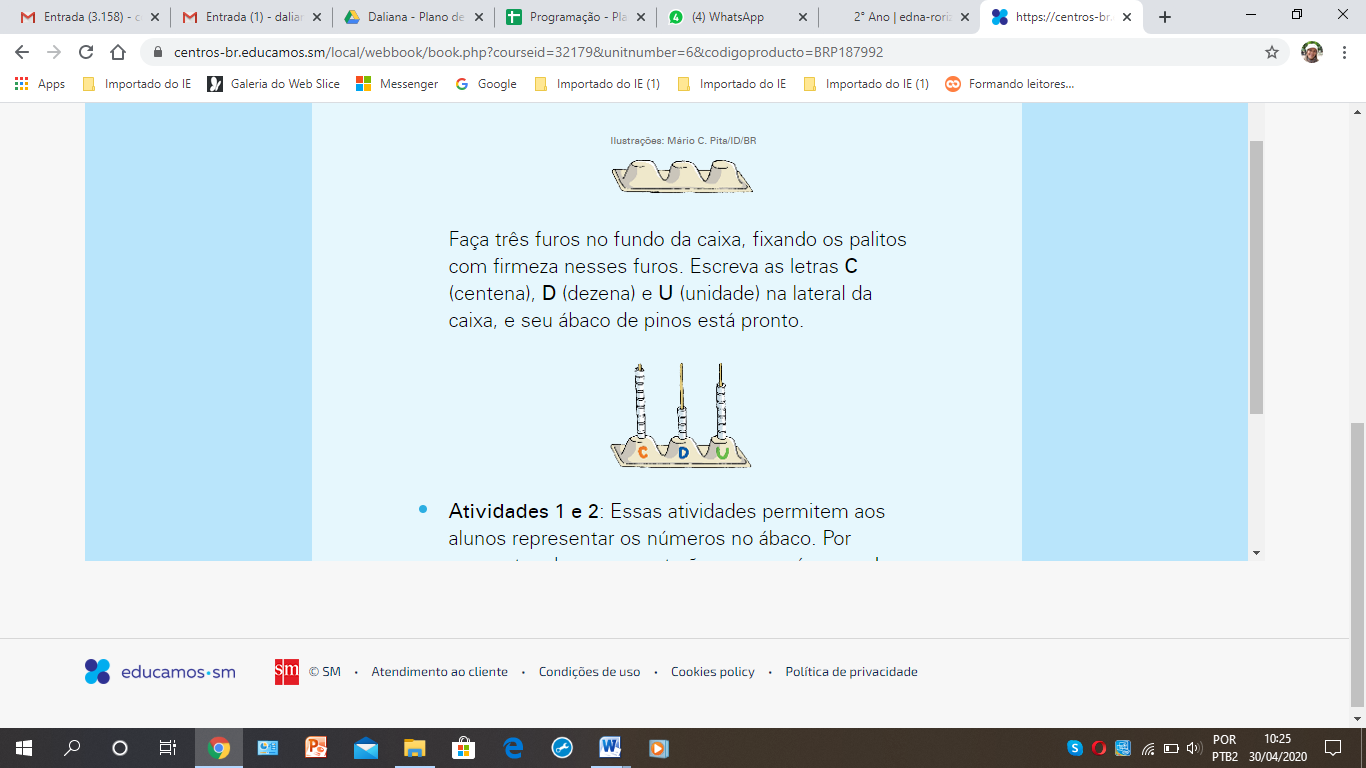 Entrada (3.158) - c
Entrada (1) - dalian
Daliana - Plano de
Programação - Pla
(4) WhatsApp
2° Ano | edna-roriz
https://centros-br.
centros-br.educamos.sm/local/webbook/book.php?courseid=32179&unitnumber=6&codigoproducto=BRP187992
Apps
Importado do IE
Galeria do Web Slice
Messenger
Google
Importado do IE (1)
Importado do IE
Importado do IE (1)
Formando leitores...
Ilustrações: Mário C. Pita/ID/BR
Faça três furos no fundo da caixa, fixando os palitos
com firmeza nesses furos. Escreva as letras C
(centena), D (dezena) e U (unidade) na lateral da
caixa, e seu ábaco de pinos está pronto.
C D U
Atividades 1 e 2: Essas atividades permitem aos
alunos representar os números no ábaco. Por
educamos•sm
sm © SM • Atendimento ao cliente • Condições de uso • Cookies policy • Política de privacidade
POR
PTB2
10:25
30/04/2020